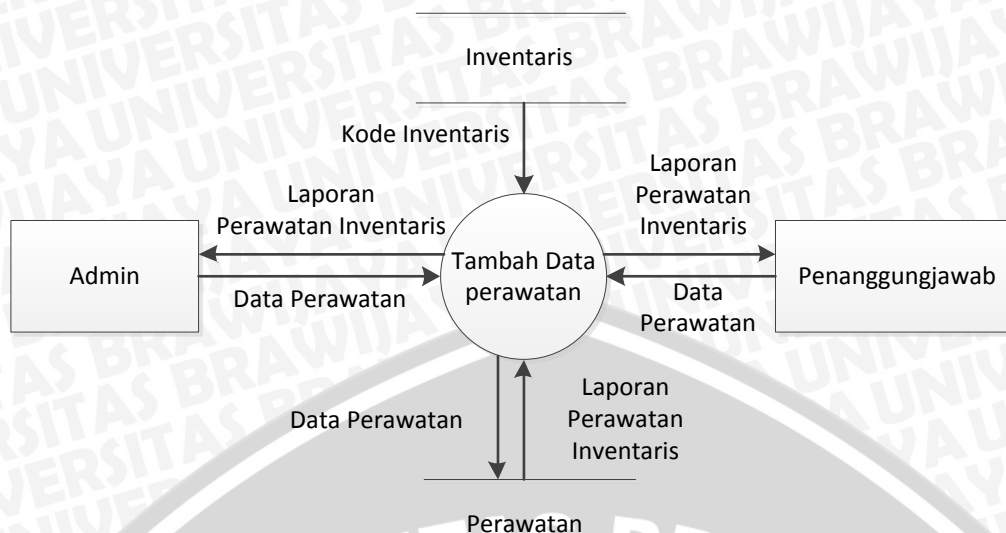 Inventaris
Kode Inventaris
Laporan
Perawatan Inventaris
Laporan
Perawatan
Inventaris
Admin
Tambah Data
perawatan
Penanggungjawab
Data Perawatan
Data
Perawatan
Data Perawatan
Laporan
Perawatan
Inventaris
Perawatan